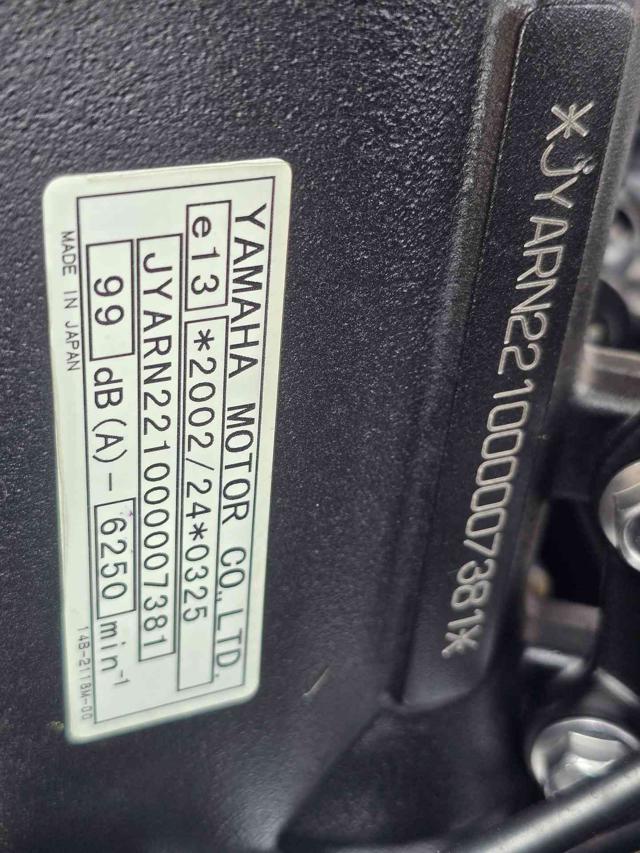 YAMAHA MOTOR CO.,LTD.
e13 *2002/24*0325
JYARN221000007381
99 dB(A) - 6250 min⁻¹
MADE IN JAPAN
14B-2118M-00
*JYARN221000007381*